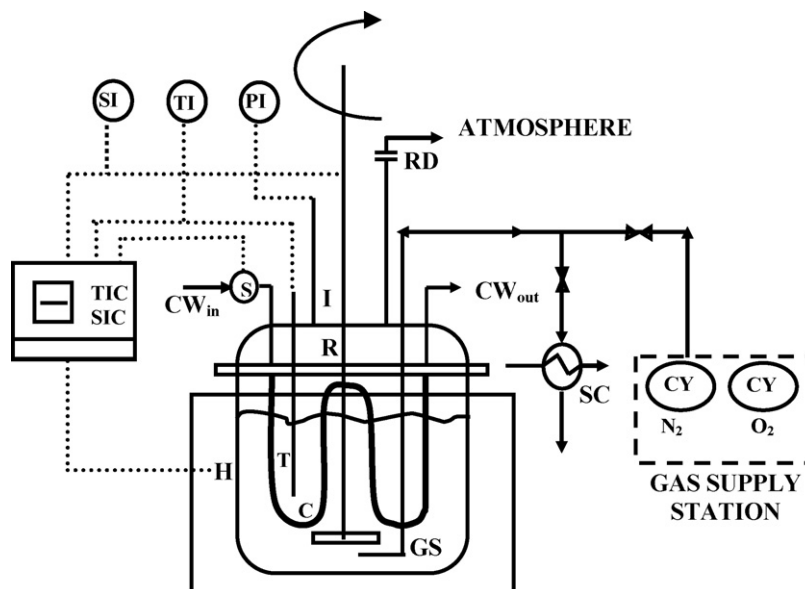 SI TI PI
ATMOSPHERE
RD
TIC
SIC
CWin
S
I
CWout
R
SC
CY CY
N2 O2
H
T
C
GS
GAS SUPPLY
STATION